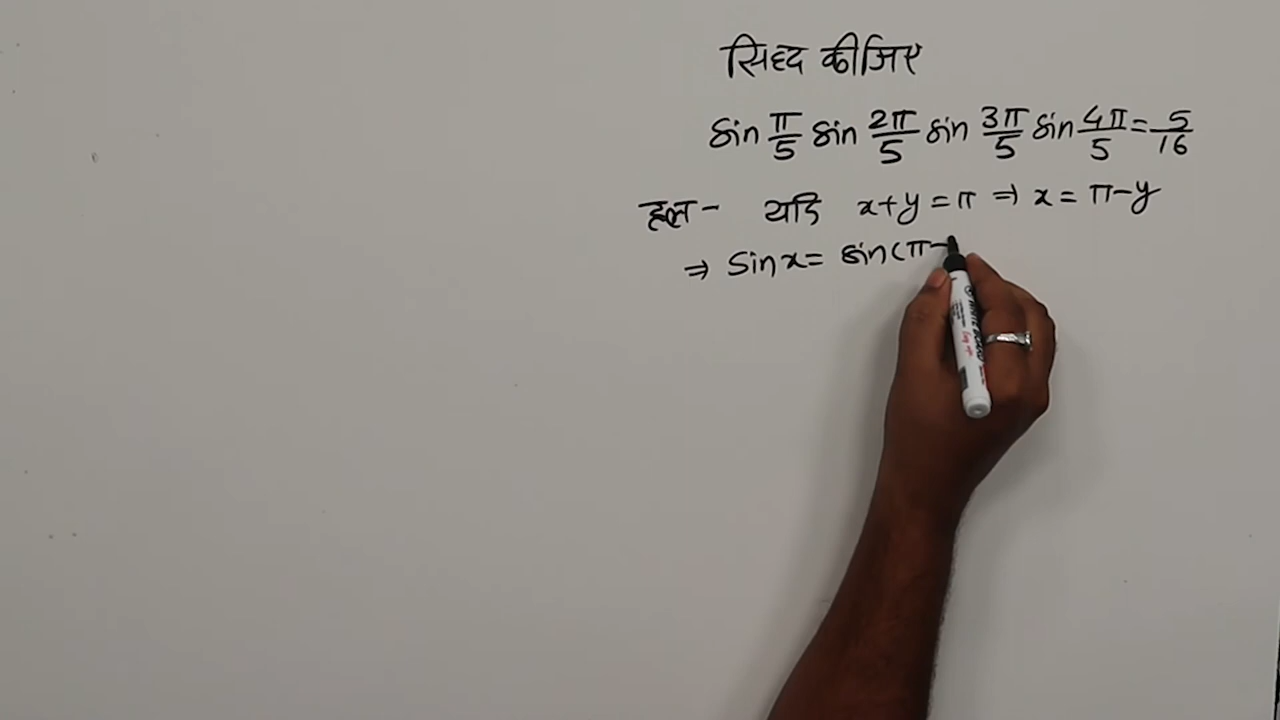 सिद्ध कीजिए
sin π/5 sin 2π/5 sin 3π/5 sin 4π/5 = 5/16
हल - यदि x+y = π ⇒ x = π-y
⇒ Sin x = sin(π-